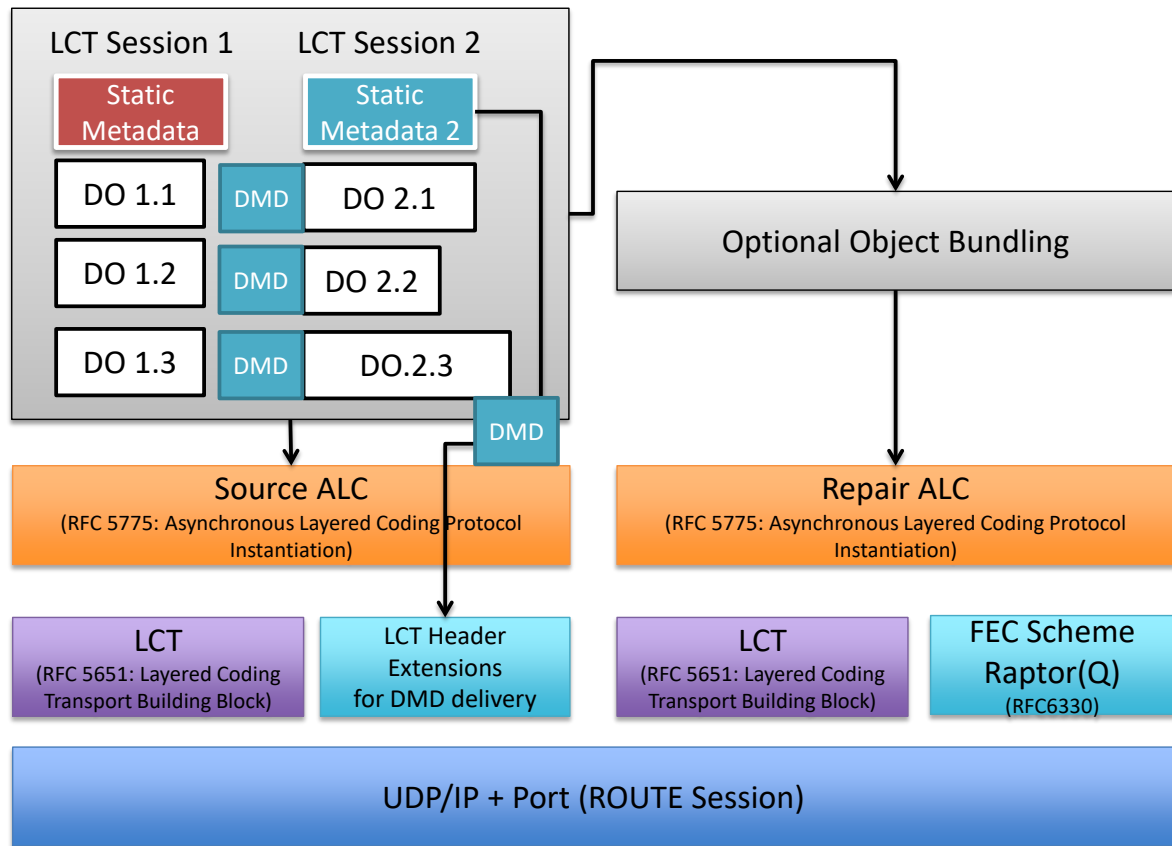 LCT Session 1
LCT Session 2
Static
Metadata
Static
Metadata 2
DO 1.1
DMD
DO 2.1
DO 1.2
DMD
DO 2.2
DO 1.3
DMD
DO.2.3
DMD
Optional Object Bundling
Source ALC
(RFC 5775: Asynchronous Layered Coding Protocol
Instantiation)
Repair ALC
(RFC 5775: Asynchronous Layered Coding Protocol
Instantiation)
LCT
(RFC 5651: Layered Coding
Transport Building Block)
LCT Header
Extensions
for DMD delivery
LCT
(RFC 5651: Layered Coding
Transport Building Block)
FEC Scheme
Raptor(Q)
(RFC6330)
UDP/IP + Port (ROUTE Session)